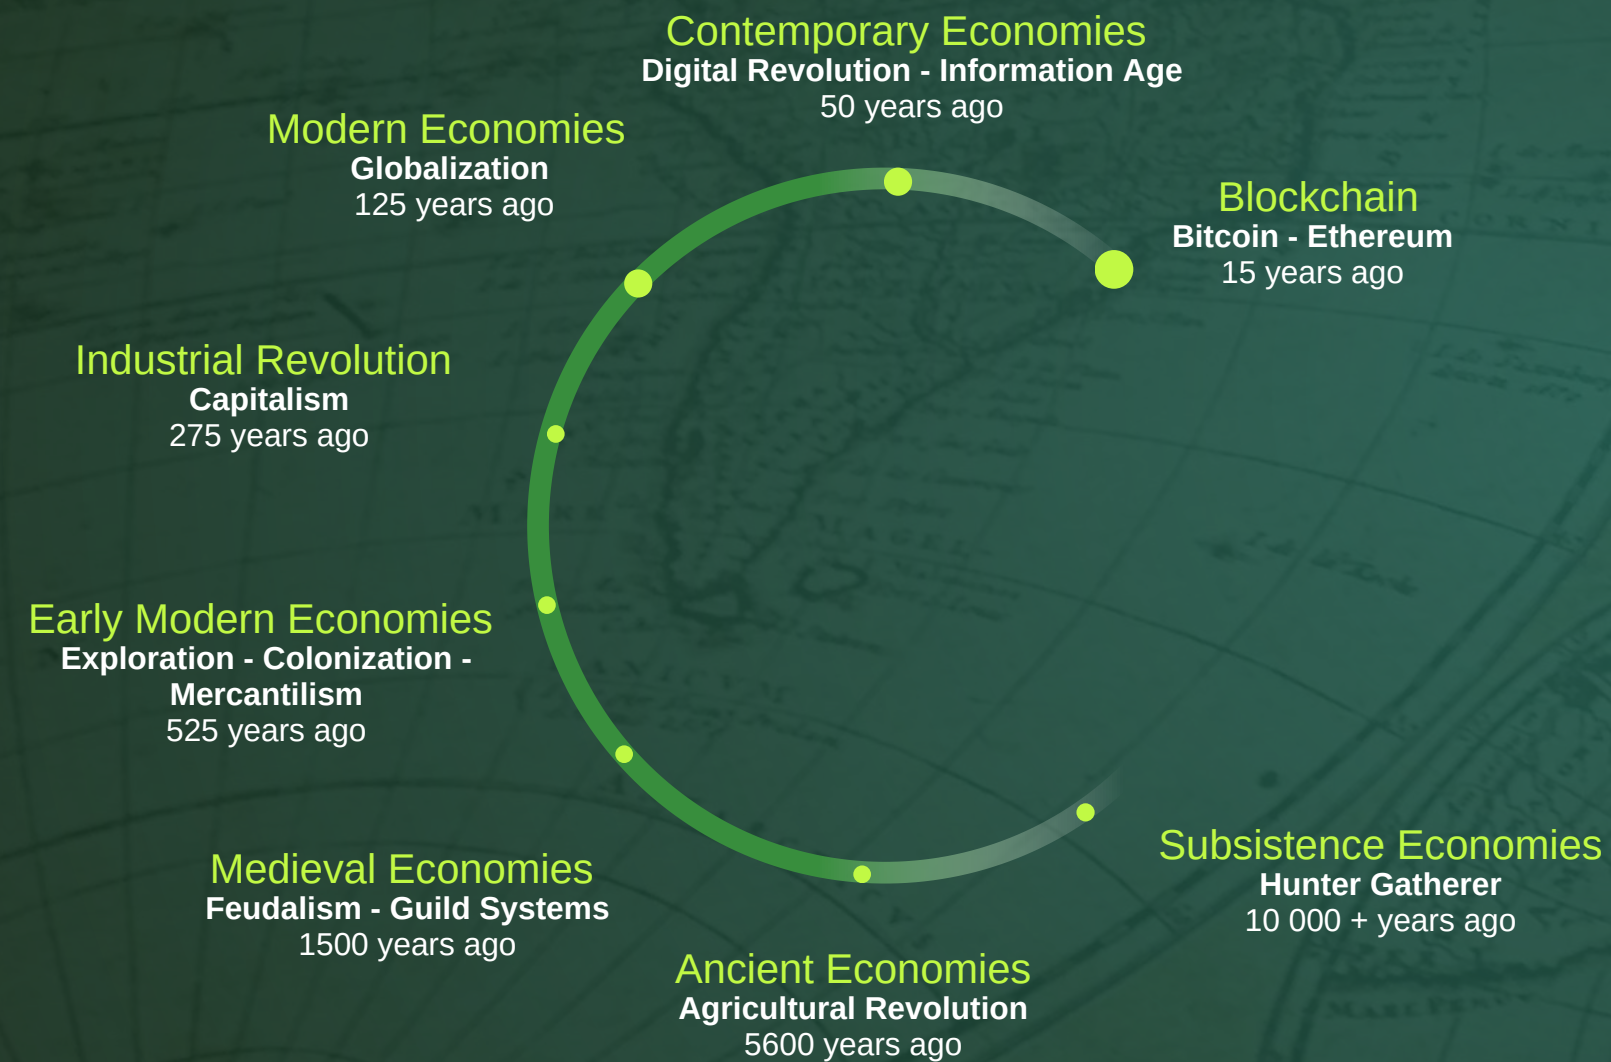 Contemporary Economies
Digital Revolution - Information Age
50 years ago
Modern Economies
Globalization
125 years ago
Blockchain
Bitcoin - Ethereum
15 years ago
Industrial Revolution
Capitalism
275 years ago
Early Modern Economies
Exploration - Colonization -
Mercantilism
525 years ago
Medieval Economies
Feudalism - Guild Systems
1500 years ago
Subsistence Economies
Hunter Gatherer
10 000 + years ago
Ancient Economies
Agricultural Revolution
5600 years ago